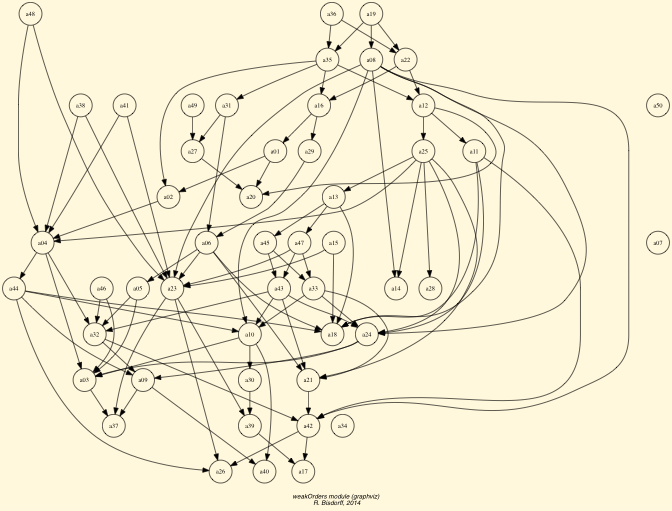 a48 a36 a19
a35 a08 a22
a38 a41 a49 a31 a16 a12 a50
a27 a01 a29 a25 a11
a02 a20 a13
a04 a06 a45 a47 a15 a07
a44 a46 a05 a23 a43 a33 a14 a28
a32 a10 a18 a24
a03 a09 a30 a21
a37 a39 a42 a34
a26 a40 a17
weakOrders module (graphviz)
R. Bisdorff, 2014